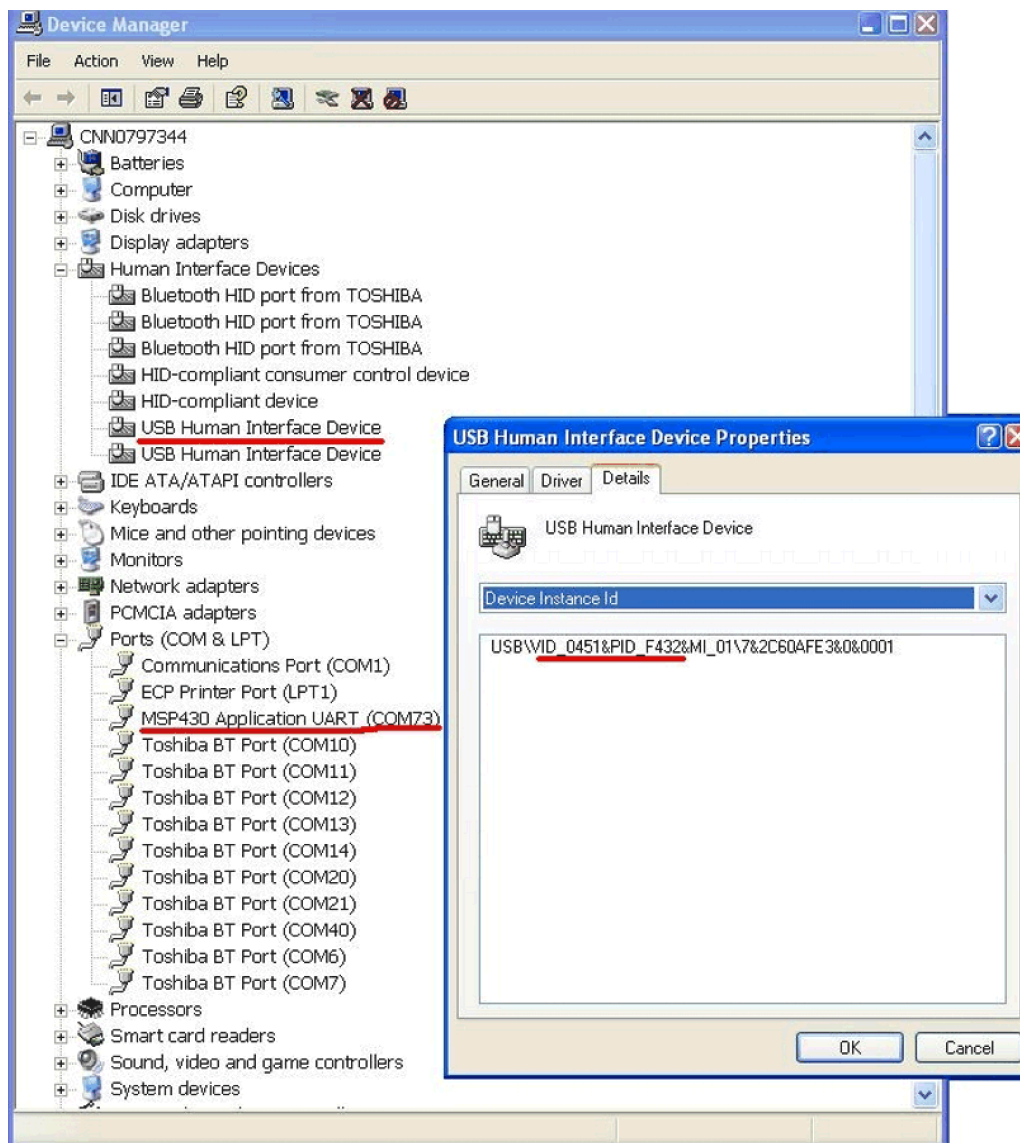 Device Manager
File Action View Help
CNN0797344
Batteries
Computer
Disk drives
Display adapters
Human Interface Devices
Bluetooth HID port from TOSHIBA
Bluetooth HID port from TOSHIBA
Bluetooth HID port from TOSHIBA
HID-compliant consumer control device
HID-compliant device
USB Human Interface Device
USB Human Interface Device
IDE ATA/ATAPI controllers
Keyboards
Mice and other pointing devices
Monitors
Network adapters
PCMCIA adapters
Ports (COM & LPT)
Communications Port (COM1)
ECP Printer Port (LPT1)
MSP430 Application UART (COM73)
Toshiba BT Port (COM10)
Toshiba BT Port (COM11)
Toshiba BT Port (COM12)
Toshiba BT Port (COM13)
Toshiba BT Port (COM14)
Toshiba BT Port (COM20)
Toshiba BT Port (COM21)
Toshiba BT Port (COM40)
Toshiba BT Port (COM6)
Toshiba BT Port (COM7)
Processors
Smart card readers
Sound, video and game controllers
System devices
USB Human Interface Device Properties
General Driver Details
USB Human Interface Device
Device Instance Id
USB\VID_0451&PID_F432&MI_01\7&2C60AFE3&0&0001
OK Cancel